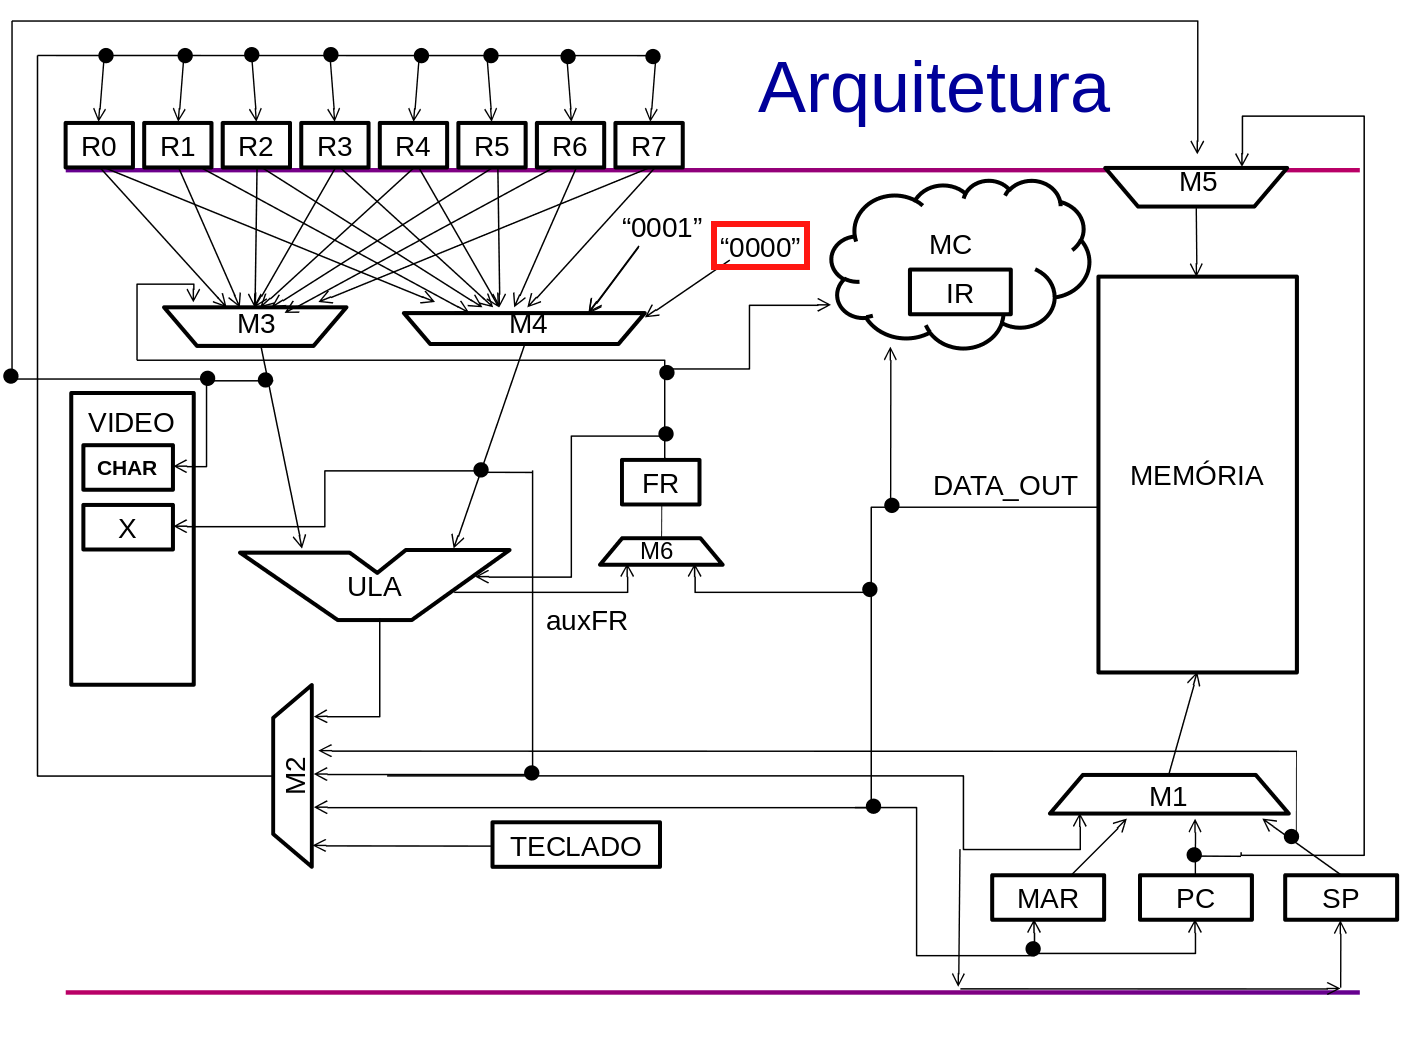 Arquitetura
R0 R1 R2 R3 R4 R5 R6 R7
M5
“0001”
“0000”
MC
IR
M3
M4
VIDEO
CHAR
X
FR
M6
DATA_OUT
MEMÓRIA
ULA
auxFR
M2
M1
TECLADO
MAR
PC
SP